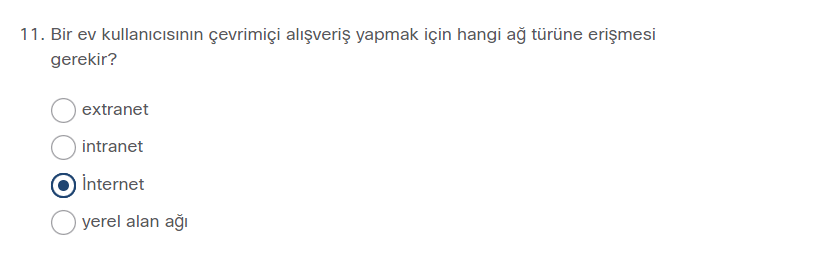 11. Bir ev kullanıcısının çevrimiçi alışveriş yapmak için hangi ağ türüne erişmesi
gerekir?
extranet
intranet
İnternet
yerel alan ağı